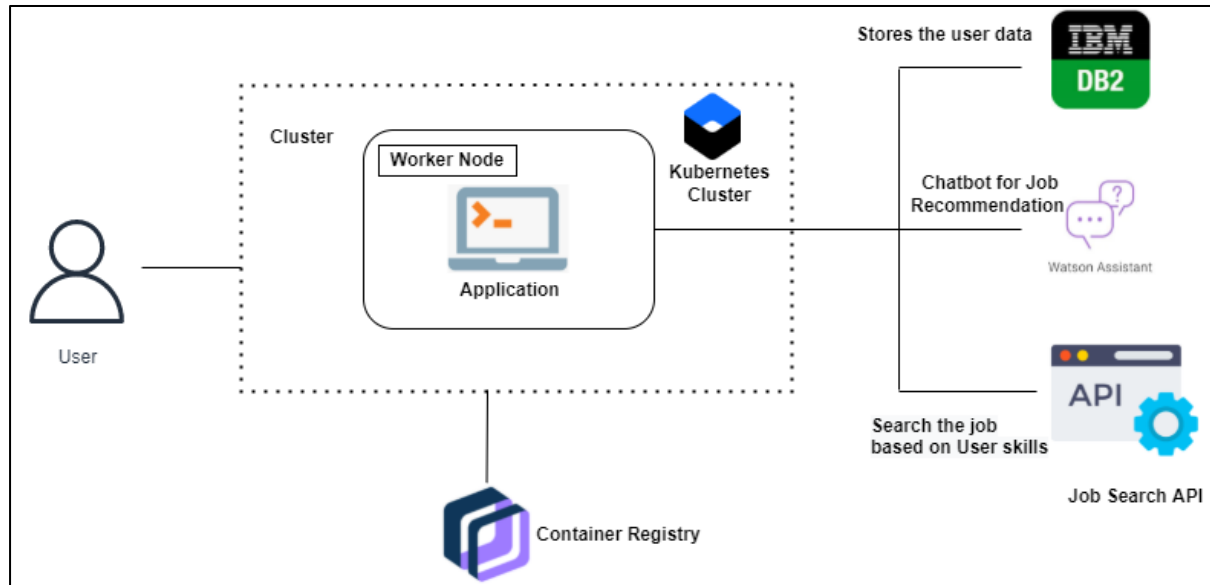 Stores the user data
IBM
DB2
Cluster
Worker Node
Kubernetes
Cluster
Application
Chatbot for Job
Recommendation
?
Watson Assistant
User
API
Search the job
based on User skills
Job Search API
Container Registry